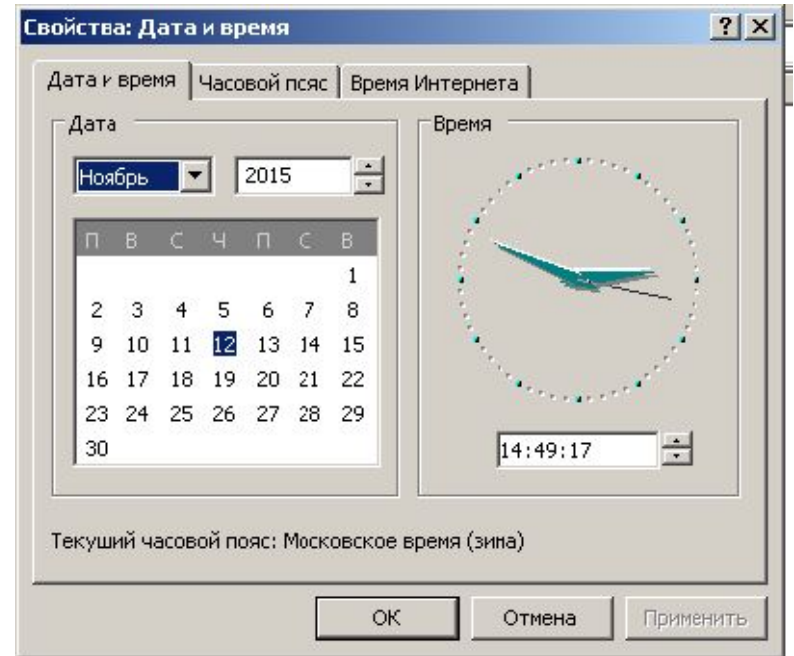 Свойства: Дата и время
Дата и время Часовой пояс Время Интернета
Дата
Время
Ноябрь 2015
П В С Ч П С В
1
2 3 4 5 6 7 8
9 10 11 12 13 14 15
16 17 18 19 20 21 22
23 24 25 26 27 28 29
30
14:49:17
Текущий часовой пояс: Московское время (зима)
ОК Отмена Применить